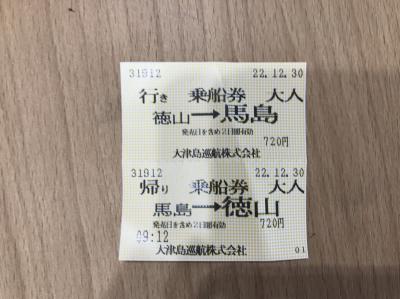 31912 22.12.30
行き 乗船券 大人
徳山→馬島
発売日を含め2日間有効
720円
大津島巡航株式会社
31912 22.12.30
帰り 乗船券 大人
馬島→徳山
発売日を含め2日間有効
720円
09:12
大津島巡航株式会社
01